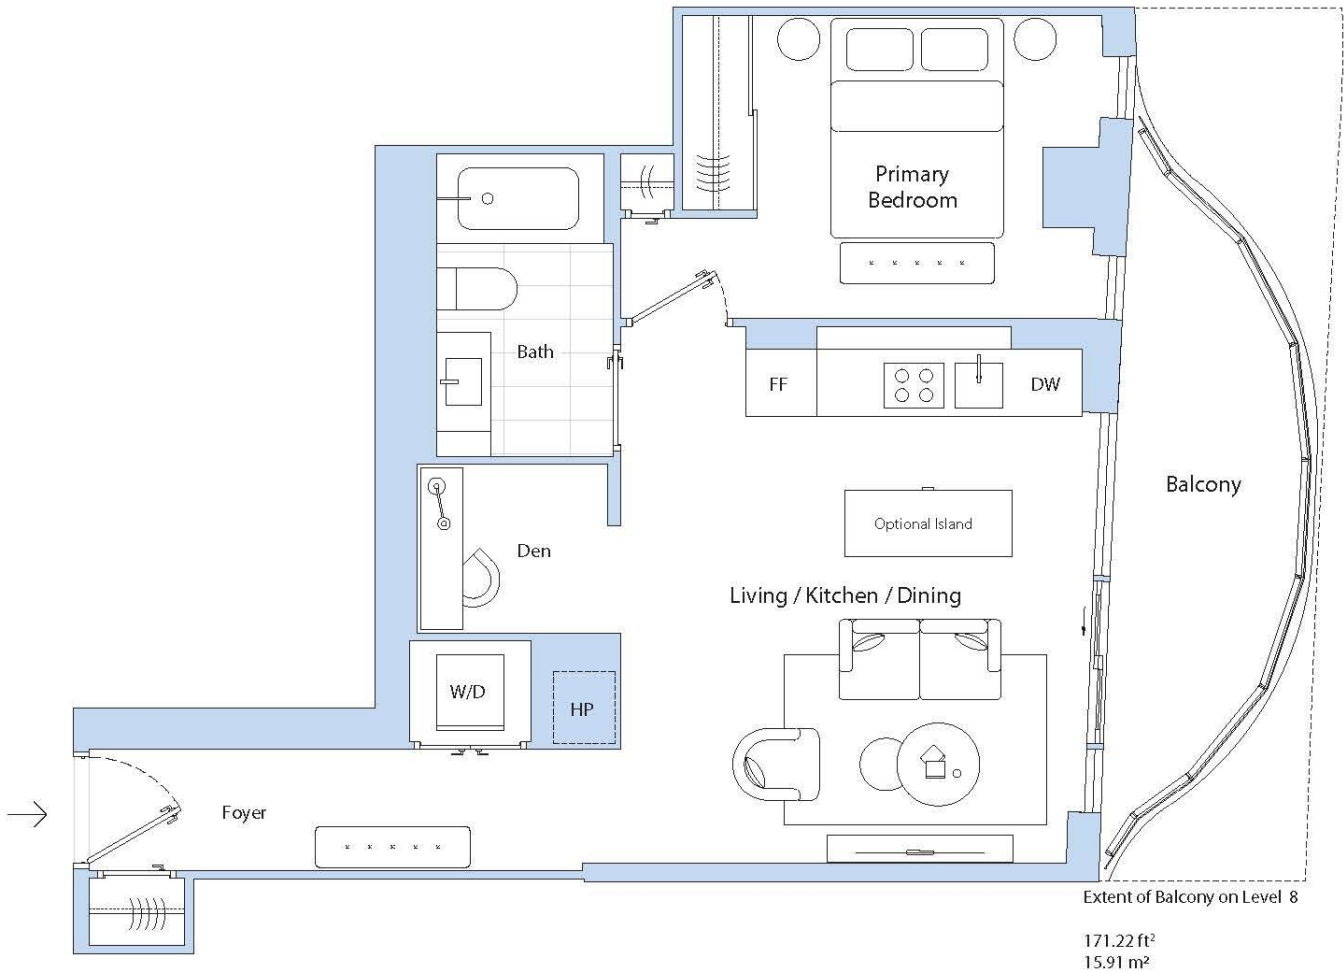 Primary
Bedroom
Bath
FF
DW
Balcony
Optional Island
Den
Living / Kitchen / Dining
W/D
HP
Foyer
Extent of Balcony on Level 8
171.22 ft²
15.91 m²